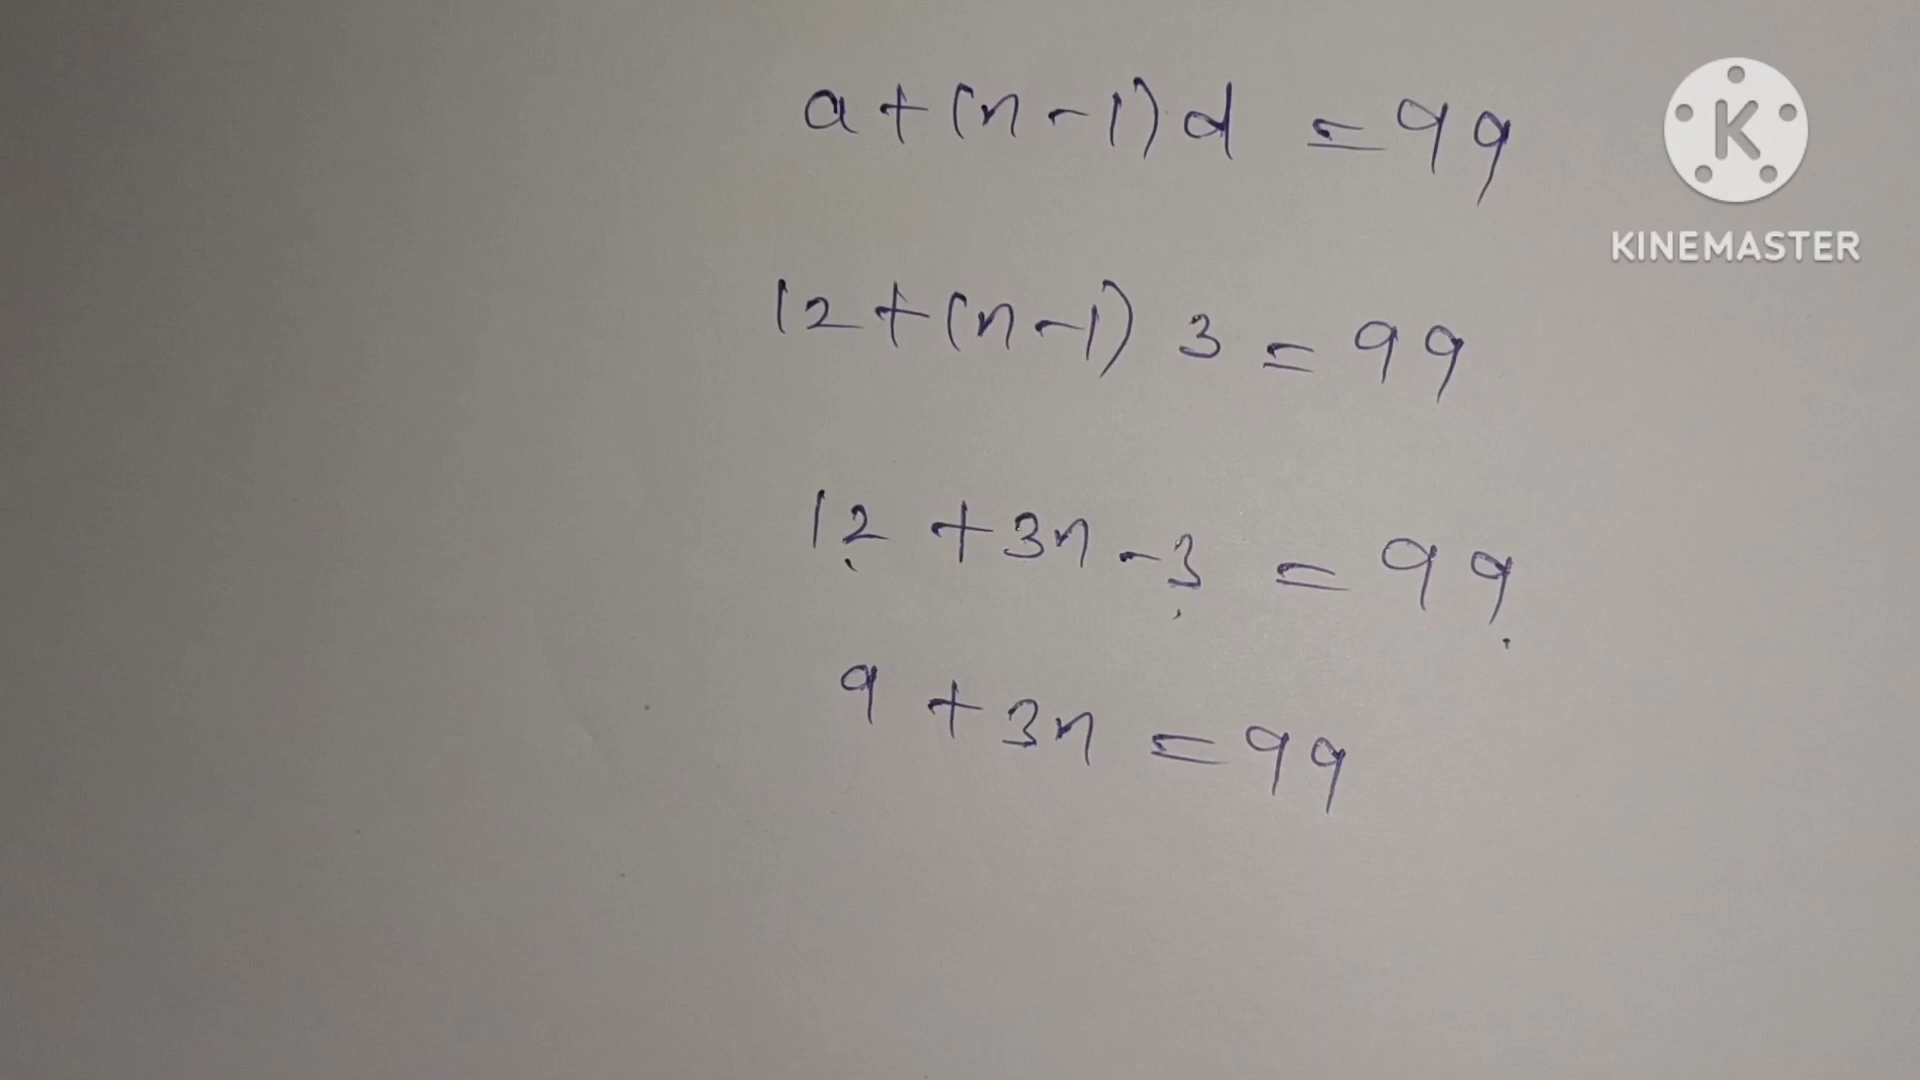 a + (n - 1) d = 99
K
KINEMASTER
12 + (n - 1) 3 = 99
12 + 3n - 3 = 99
9 + 3n = 99